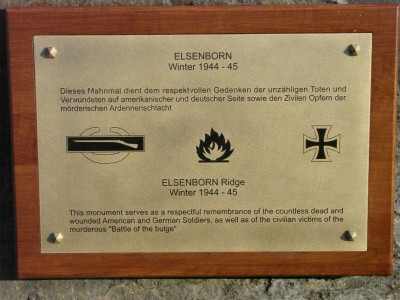 ELSENBORN
Winter 1944 - 45
Dieses Mahnmal dient dem respektvollen Gedenken der unzähligen Toten und
Verwundeten auf amerikanischer und deutscher Seite sowie den Zivilen Opfern der
mörderischen Ardennenschlacht
ELSENBORN Ridge
Winter 1944 - 45
This monument serves as a respectful remembrance of the countless dead and
wounded American and German Soldiers, as well as of the civilian victims of the
murderous "Battle of the bulge"